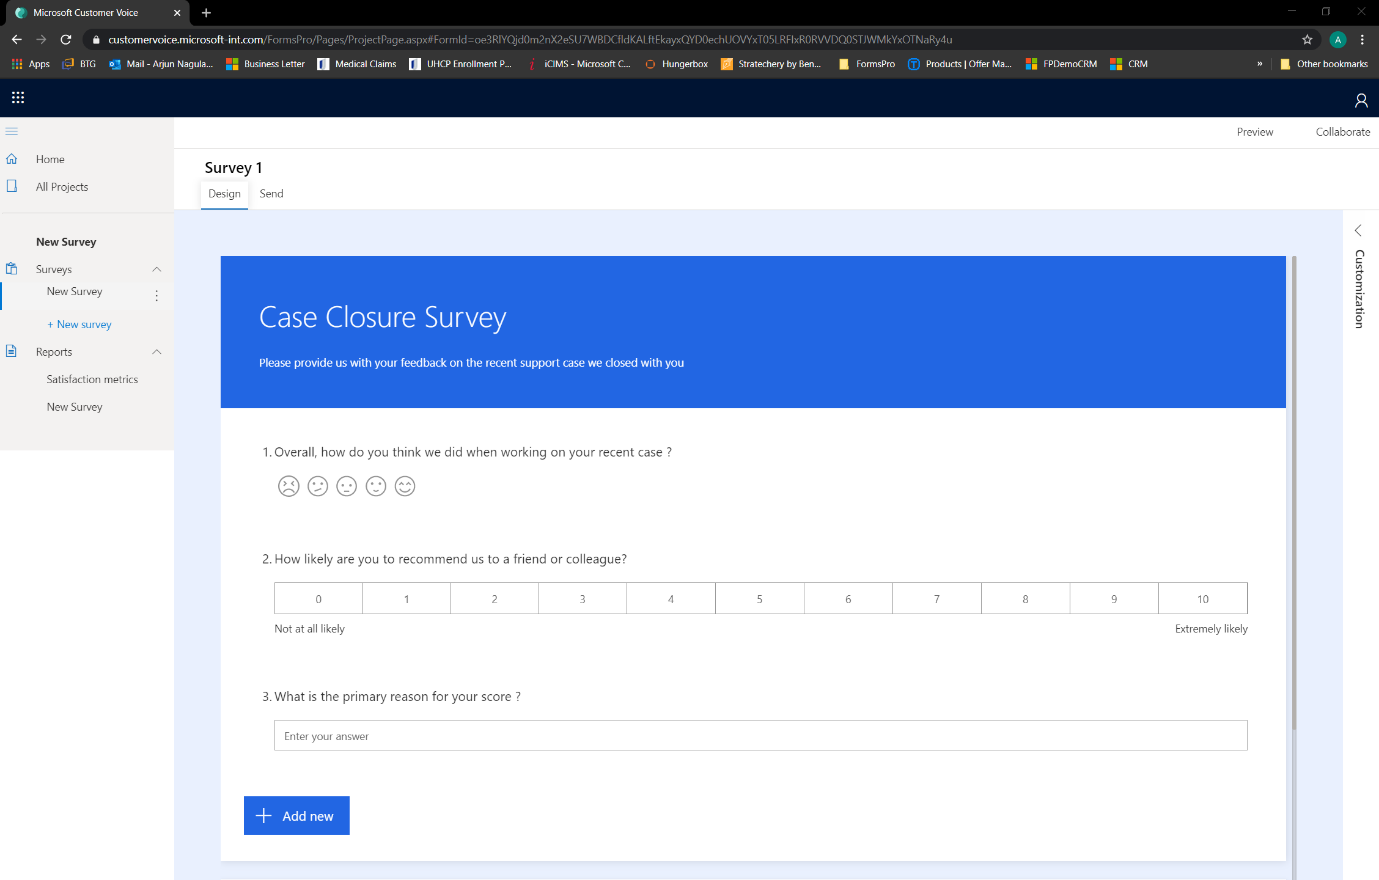 Microsoft Customer Voice
customervoice.microsoft-int.com/FormsPro/Pages/ProjectPage.aspx#FormId=
Apps BTG Mail - Arjun Nagula... Business Letter Medical Claims UHCP Enrollment P... iCIMS - Microsoft C... Hungerbox Stratechery by Ben... FormsPro Products | Offer Ma... FPDemoCRM CRM » Other bookmarks
A
Preview Collaborate
Home
All Projects
Survey 1
Design Send
New Survey
Surveys
New Survey
+ New survey
Reports
Satisfaction metrics
New Survey
Customization
Case Closure Survey
Please provide us with your feedback on the recent support case we closed with you
1. Overall, how do you think we did when working on your recent case ?
2. How likely are you to recommend us to a friend or colleague?
0 1 2 3 4 5 6 7 8 9 10
Not at all likely Extremely likely
3. What is the primary reason for your score ?
Enter your answer
Add new